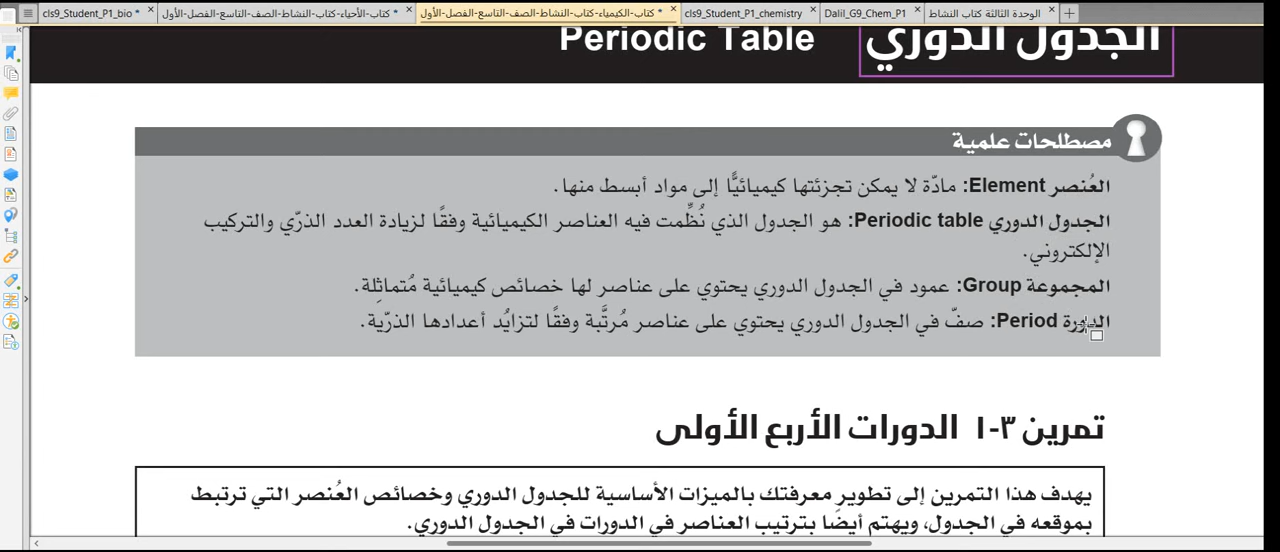 cls9_Student_P1_bio *
كتاب-الأحياء-كتاب-النشاط-الصف-التاسع-الفصل-الأول *
كتاب-الكيمياء-كتاب-النشاط-الصف-التاسع-الفصل-الأول *
cls9_Student_P1_chemistry
Dalil_G9_Chem_P1
الوحدة الثالثة كتاب النشاط
الجدول الدوري Periodic Table
مصطلحات علمية
العُنصر Element: مادّة لا يمكن تجزئتها كيميائيًّا إلى مواد أبسط منها.
الجدول الدوري Periodic table: هو الجدول الذي نُظِّمت فيه العناصر الكيميائية وفقًا لزيادة العدد الذرّي والتركيب
الإلكتروني.
المجموعة Group: عمود في الجدول الدوري يحتوي على عناصر لها خصائص كيميائية مُتماثِلة.
الدورة Period: صفّ في الجدول الدوري يحتوي على عناصر مُرتَّبة وفقًا لتزايُد أعدادها الذرّية.
تمرين ٣-١ الدورات الأربع الأولى
يهدف هذا التمرين إلى تطوير معرفتك بالميزات الأساسية للجدول الدوري وخصائص العُنصر التي ترتبط
بموقعه في الجدول، ويهتم أيضًا بترتيب العناصر في الدورات في الجدول الدوري.